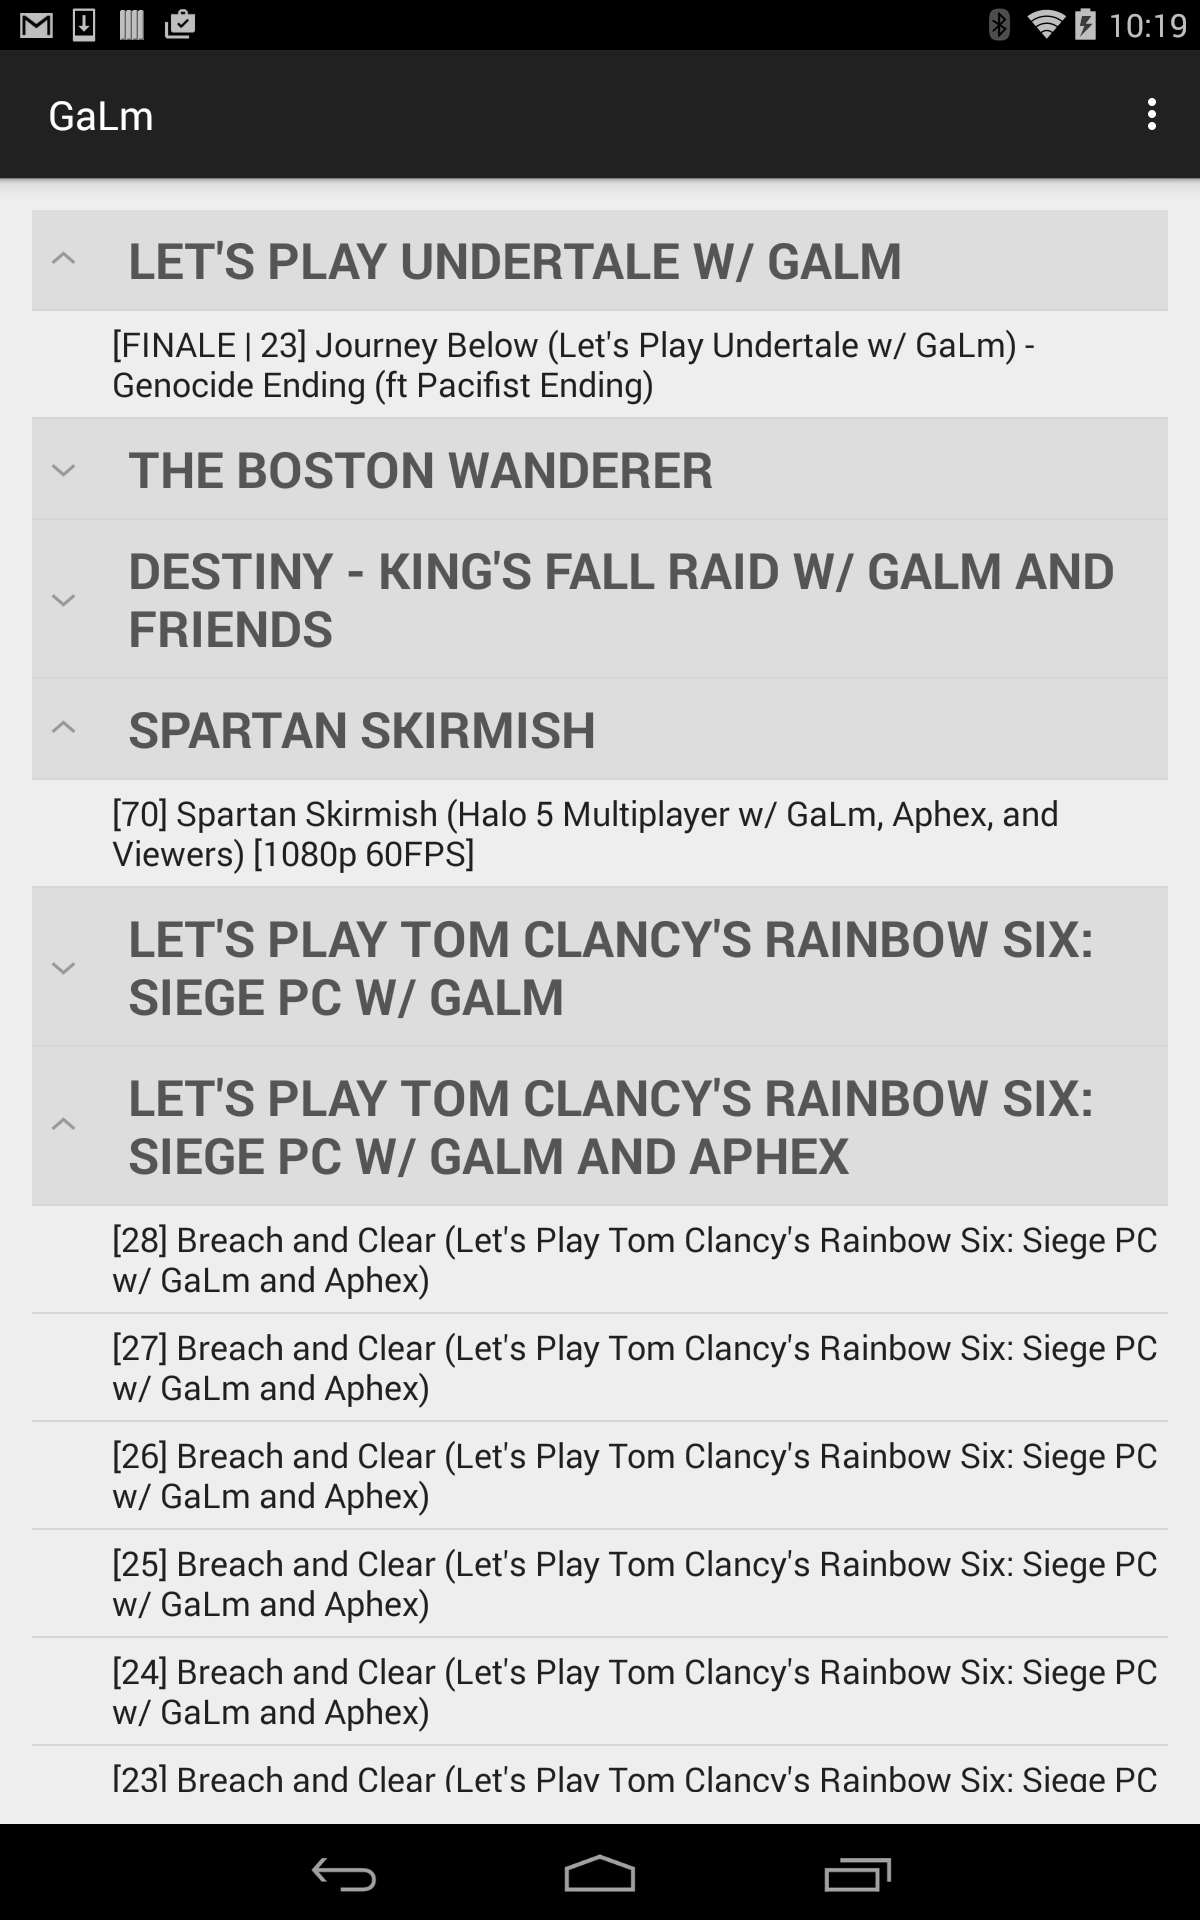 10:19
GaLm
LET'S PLAY UNDERTALE W/ GALM
[FINALE | 23] Journey Below (Let's Play Undertale w/ GaLm) -
Genocide Ending (ft Pacifist Ending)
THE BOSTON WANDERER
DESTINY - KING'S FALL RAID W/ GALM AND
FRIENDS
SPARTAN SKIRMISH
[70] Spartan Skirmish (Halo 5 Multiplayer w/ GaLm, Aphex, and
Viewers) [1080p 60FPS]
LET'S PLAY TOM CLANCY'S RAINBOW SIX:
SIEGE PC W/ GALM
LET'S PLAY TOM CLANCY'S RAINBOW SIX:
SIEGE PC W/ GALM AND APHEX
[28] Breach and Clear (Let's Play Tom Clancy's Rainbow Six: Siege PC
w/ GaLm and Aphex)
[27] Breach and Clear (Let's Play Tom Clancy's Rainbow Six: Siege PC
w/ GaLm and Aphex)
[26] Breach and Clear (Let's Play Tom Clancy's Rainbow Six: Siege PC
w/ GaLm and Aphex)
[25] Breach and Clear (Let's Play Tom Clancy's Rainbow Six: Siege PC
w/ GaLm and Aphex)
[24] Breach and Clear (Let's Play Tom Clancy's Rainbow Six: Siege PC
w/ GaLm and Aphex)
[23] Breach and Clear (Let's Play Tom Clancy's Rainbow Six: Siege PC